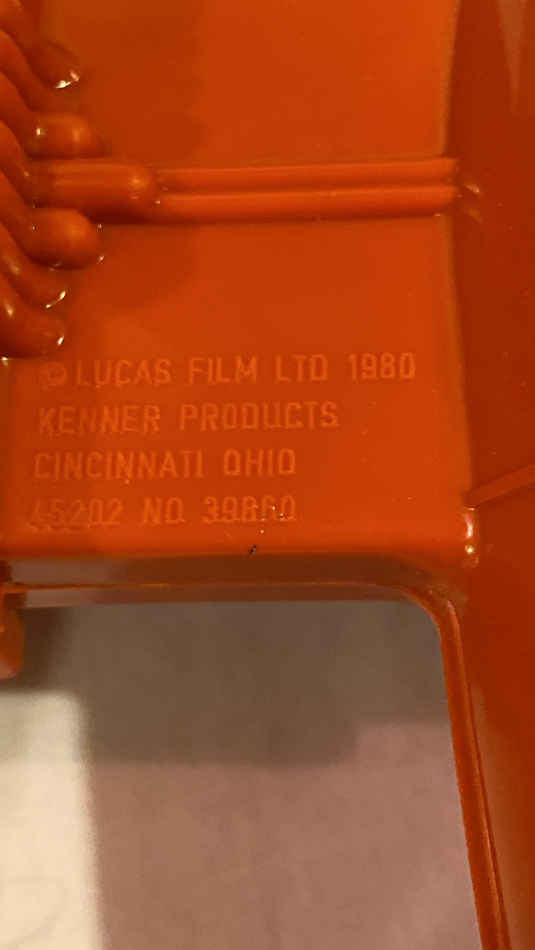 © LUCAS FILM LTD 1980
KENNER PRODUCTS
CINCINNATI OHIO
45202 NO. 39860